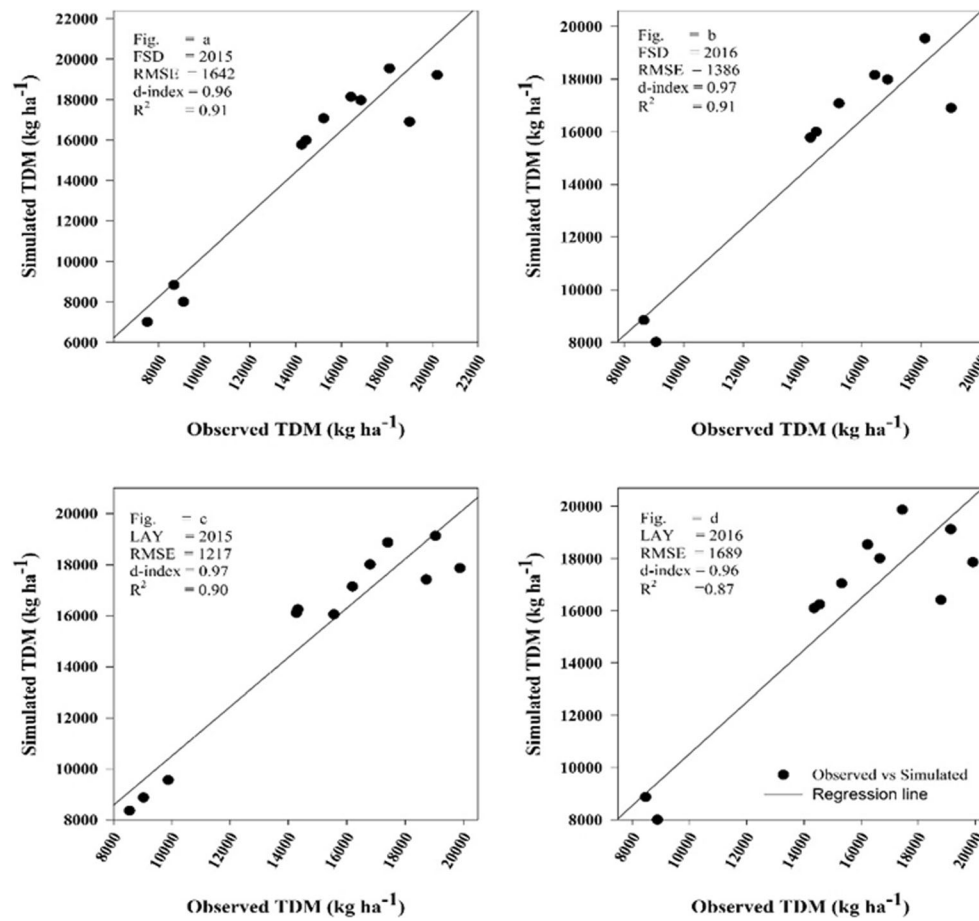 22000
20000
18000
16000
14000
12000
10000
8000
6000
Simulated TDM (kg ha⁻¹)
Fig. = a
FSD = 2015
RMSE = 1642
d-index = 0.96
R² = 0.91
8000
10000
12000
14000
16000
18000
20000
22000
Observed TDM (kg ha⁻¹)
20000
18000
16000
14000
12000
10000
8000
Simulated TDM (kg ha⁻¹)
Fig. = b
FSD = 2016
RMSE = 1386
d-index = 0.97
R² = 0.91
8000
10000
12000
14000
16000
18000
20000
Observed TDM (kg ha⁻¹)
20000
18000
16000
14000
12000
10000
8000
Simulated TDM (kg ha⁻¹)
Fig. = c
LAY = 2015
RMSE = 1217
d-index = 0.97
R² = 0.90
8000
10000
12000
14000
16000
18000
20000
Observed TDM (kg ha⁻¹)
20000
18000
16000
14000
12000
10000
8000
Simulated TDM (kg ha⁻¹)
Fig. = d
LAY = 2016
RMSE = 1689
d-index = 0.96
R² = 0.87
Observed vs Simulated
Regression line
8000
10000
12000
14000
16000
18000
20000
Observed TDM (kg ha⁻¹)